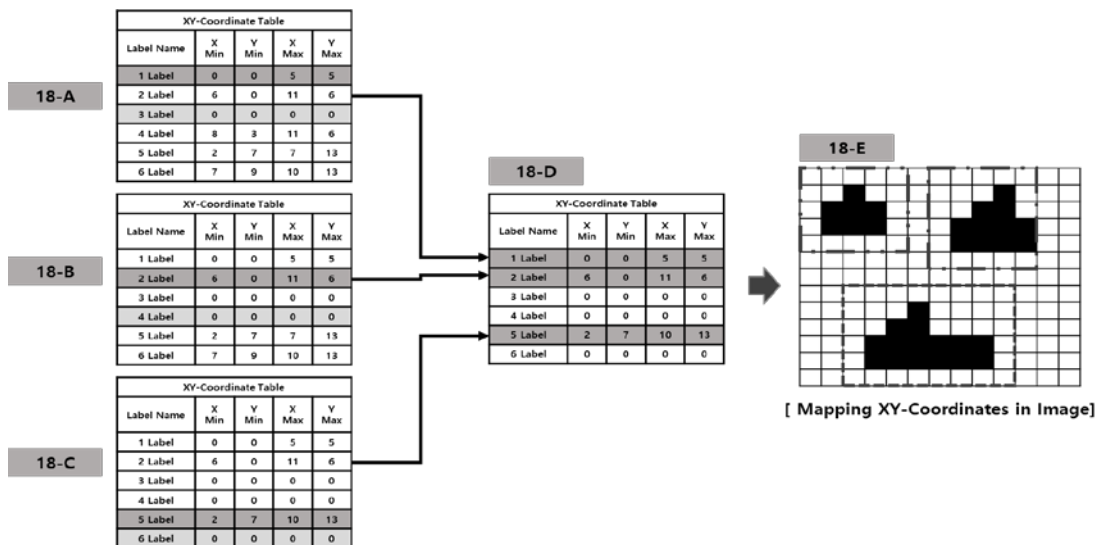 18-A
XY-Coordinate Table
Label Name X Min Y Min X Max Y Max
1 Label 0 0 5 5
2 Label 6 0 11 6
3 Label 0 0 0 0
4 Label 8 3 11 6
5 Label 2 7 7 13
6 Label 7 9 10 13
18-B
XY-Coordinate Table
Label Name X Min Y Min X Max Y Max
1 Label 0 0 5 5
2 Label 6 0 11 6
3 Label 0 0 0 0
4 Label 0 0 0 0
5 Label 2 7 7 13
6 Label 7 9 10 13
18-C
XY-Coordinate Table
Label Name X Min Y Min X Max Y Max
1 Label 0 0 5 5
2 Label 6 0 11 6
3 Label 0 0 0 0
4 Label 0 0 0 0
5 Label 2 7 10 13
6 Label 0 0 0 0
18-D
XY-Coordinate Table
Label Name X Min Y Min X Max Y Max
1 Label 0 0 5 5
2 Label 6 0 11 6
3 Label 0 0 0 0
4 Label 0 0 0 0
5 Label 2 7 10 13
6 Label 0 0 0 0
18-E
[ Mapping XY-Coordinates in Image]